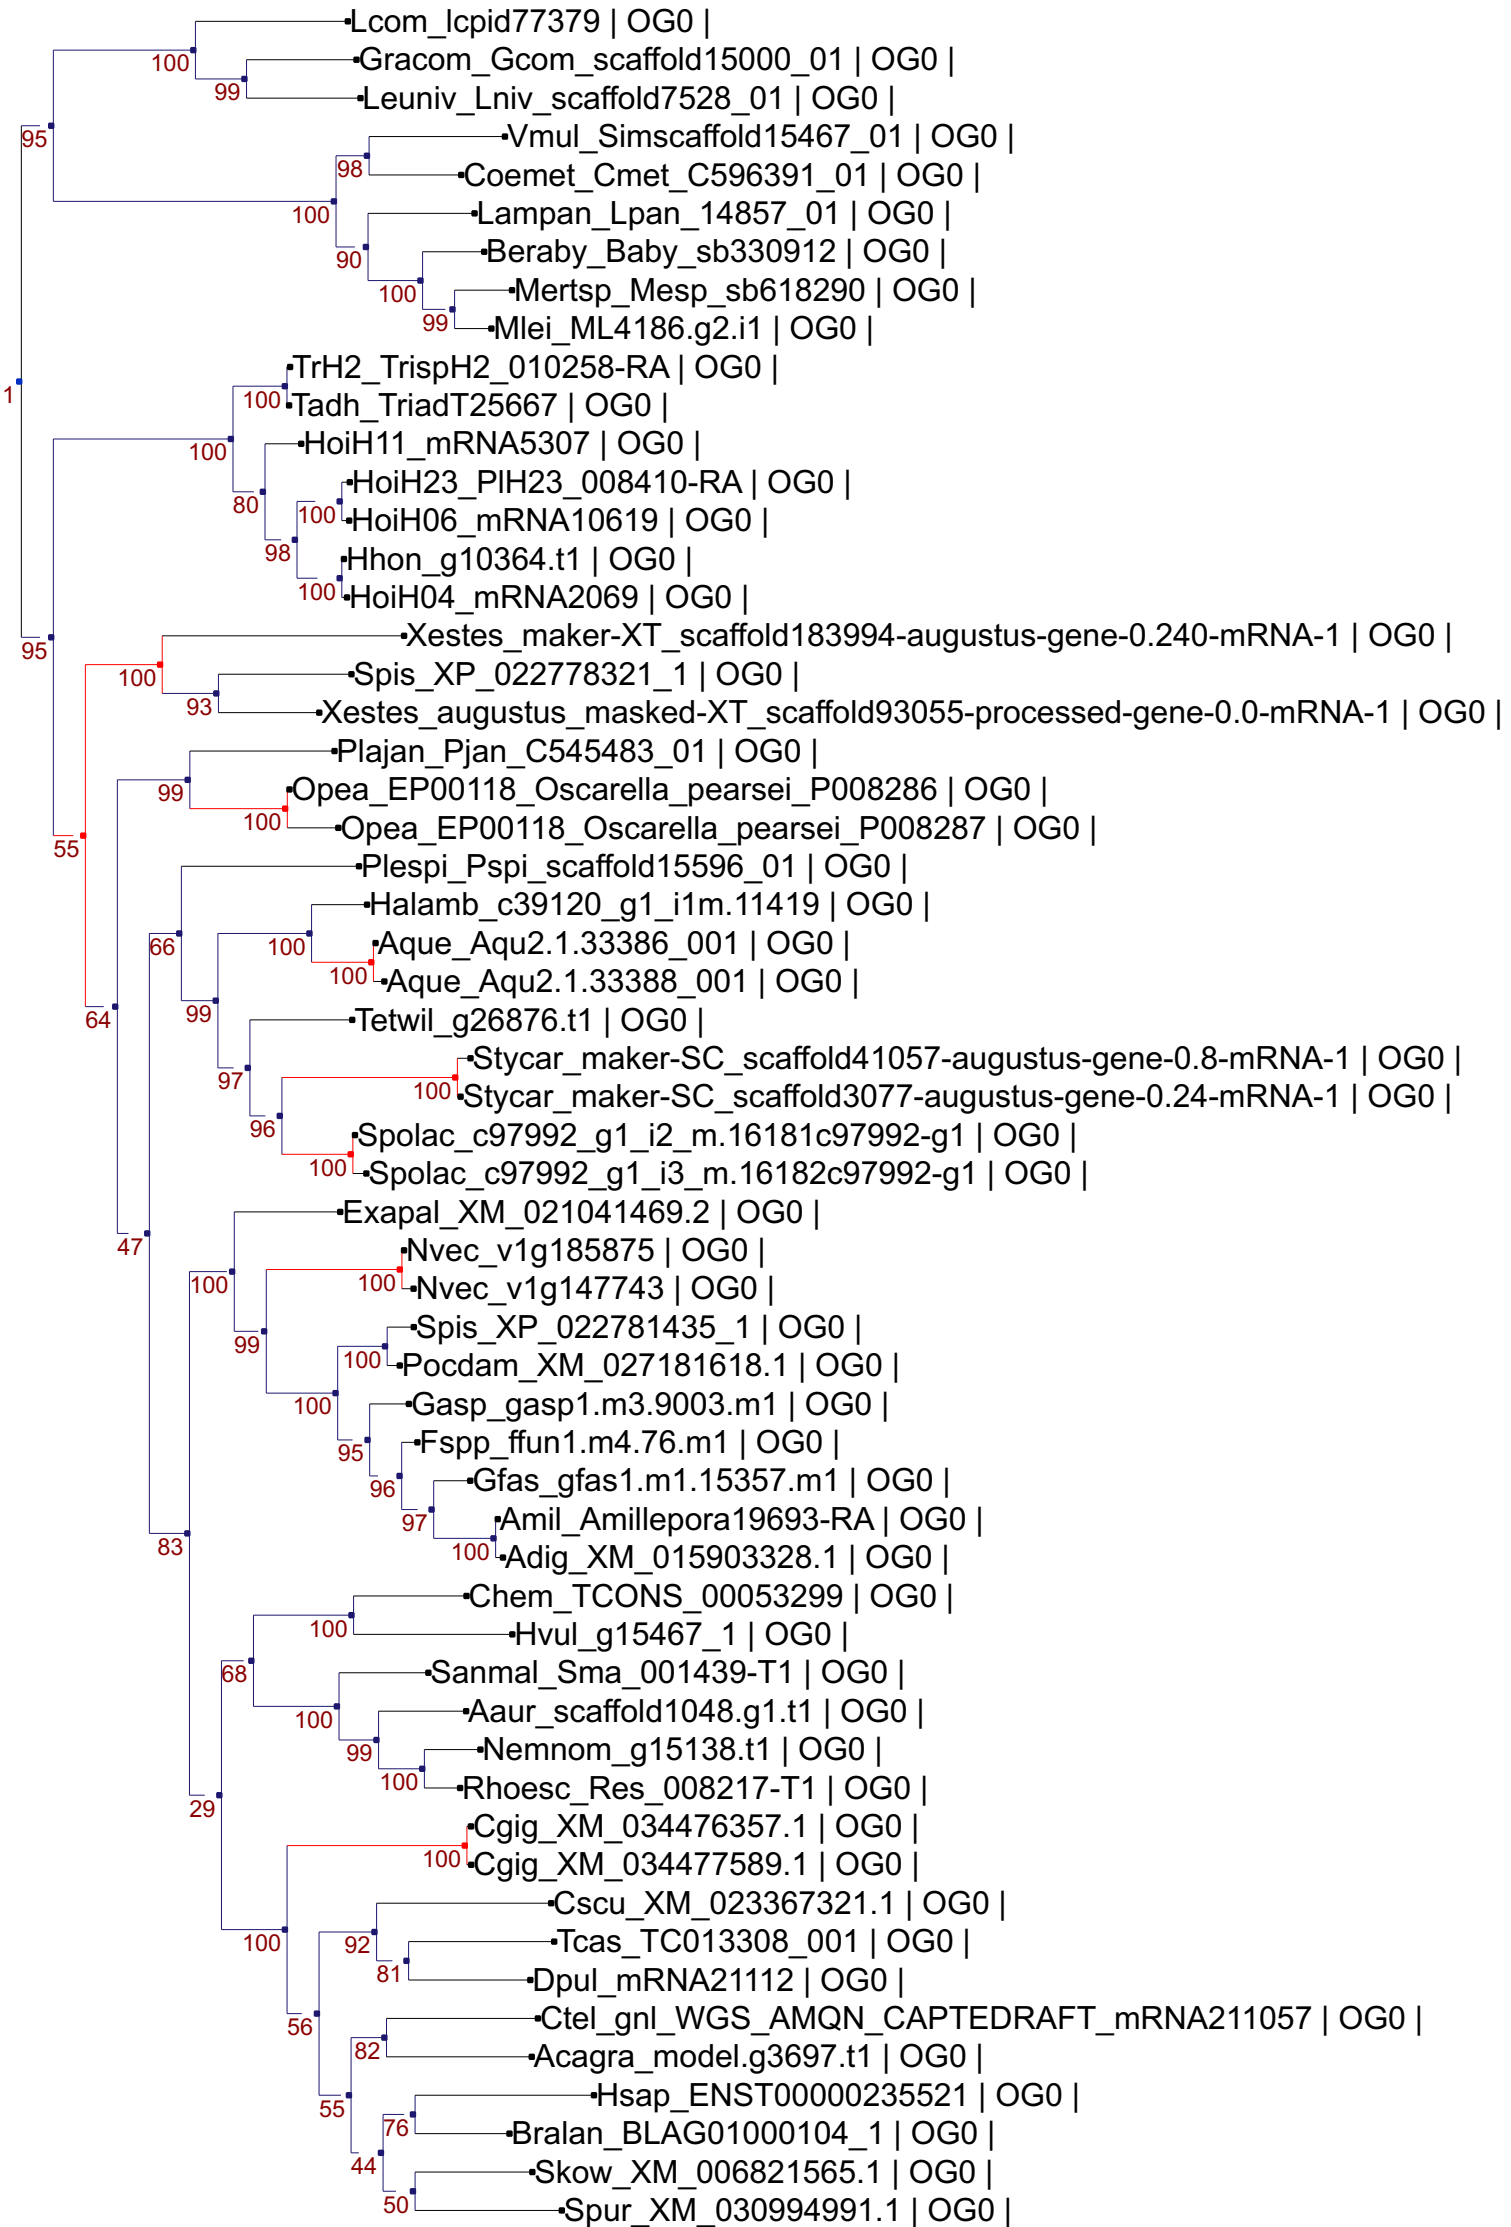 Lcom_lcpid77379 | OG0 |
100
Gracom_Gcom_scaffold15000_01 | OG0 |
99
Leuniv_Lniv_scaffold7528_01 | OG0 |
95
Vmul_Simscaffold15467_01 | OG0 |
98
Coemet_Cmet_C596391_01 | OG0 |
100
Lampan_Lpan_14857_01 | OG0 |
90
Beraby_Baby_sb330912 | OG0 |
100
Mertsp_Mesp_sb618290 | OG0 |
99
Mlei_ML4186.g2.i1 | OG0 |
TrH2_TrispH2_010258-RA | OG0 |
1
100
Tadh_TriadT25667 | OG0 |
100
HoiH11_mRNA5307 | OG0 |
HoiH23_PlH23_008410-RA | OG0 |
80
100
HoiH06_mRNA10619 | OG0 |
98
Hhon_g10364.t1 | OG0 |
100
HoiH04_mRNA2069 | OG0 |
95
Xestes_maker-XT_scaffold183994-augustus-gene-0.240-mRNA-1 | OG0 |
100
Spis_XP_022778321_1 | OG0 |
93
Xestes_augustus_masked-XT_scaffold93055-processed-gene-0.0-mRNA-1 | OG0 |
Plajan_Pjan_C545483_01 | OG0 |
99
Opea_EP00118_Oscarella_pearsei_P008286 | OG0 |
100
Opea_EP00118_Oscarella_pearsei_P008287 | OG0 |
55
Plespi_Pspi_scaffold15596_01 | OG0 |
Halamb_c39120_g1_i1m.11419 | OG0 |
66
100
Aque_Aqu2.1.33386_001 | OG0 |
100
Aque_Aqu2.1.33388_001 | OG0 |
99
64
Tetwil_g26876.t1 | OG0 |
Stycar_maker-SC_scaffold41057-augustus-gene-0.8-mRNA-1 | OG0 |
97
100
Stycar_maker-SC_scaffold3077-augustus-gene-0.24-mRNA-1 | OG0 |
96
Spolac_c97992_g1_i2_m.16181c97992-g1 | OG0 |
100
Spolac_c97992_g1_i3_m.16182c97992-g1 | OG0 |
Exapal_XM_021041469.2 | OG0 |
47
Nvec_v1g185875 | OG0 |
100
100
Nvec_v1g147743 | OG0 |
Spis_XP_022781435_1 | OG0 |
99
100
Pocdam_XM_027181618.1 | OG0 |
100
Gasp_gasp1.m3.9003.m1 | OG0 |
Fspp_ffun1.m4.76.m1 | OG0 |
95
Gfas_gfas1.m1.15357.m1 | OG0 |
96
Amil_Amillepora19693-RA | OG0 |
97
83
100
Adig_XM_015903328.1 | OG0 |
Chem_TCONS_00053299 | OG0 |
100
Hvul_g15467_1 | OG0 |
68
Sanmal_Sma_001439-T1 | OG0 |
Aaur_scaffold1048.g1.t1 | OG0 |
100
Nemnom_g15138.t1 | OG0 |
99
100
Rhoesc_Res_008217-T1 | OG0 |
29
Cgig_XM_034476357.1 | OG0 |
100
Cgig_XM_034477589.1 | OG0 |
Cscu_XM_023367321.1 | OG0 |
100
92
Tcas_TC013308_001 | OG0 |
81
Dpul_mRNA21112 | OG0 |
56
Ctel_gnl_WGS_AMQN_CAPTEDRAFT_mRNA211057 | OG0 |
82
Acagra_model.g3697.t1 | OG0 |
Hsap_ENST00000235521 | OG0 |
55
76
Bralan_BLAG01000104_1 | OG0 |
44
Skow_XM_006821565.1 | OG0 |
50
Spur_XM_030994991.1 | OG0 |